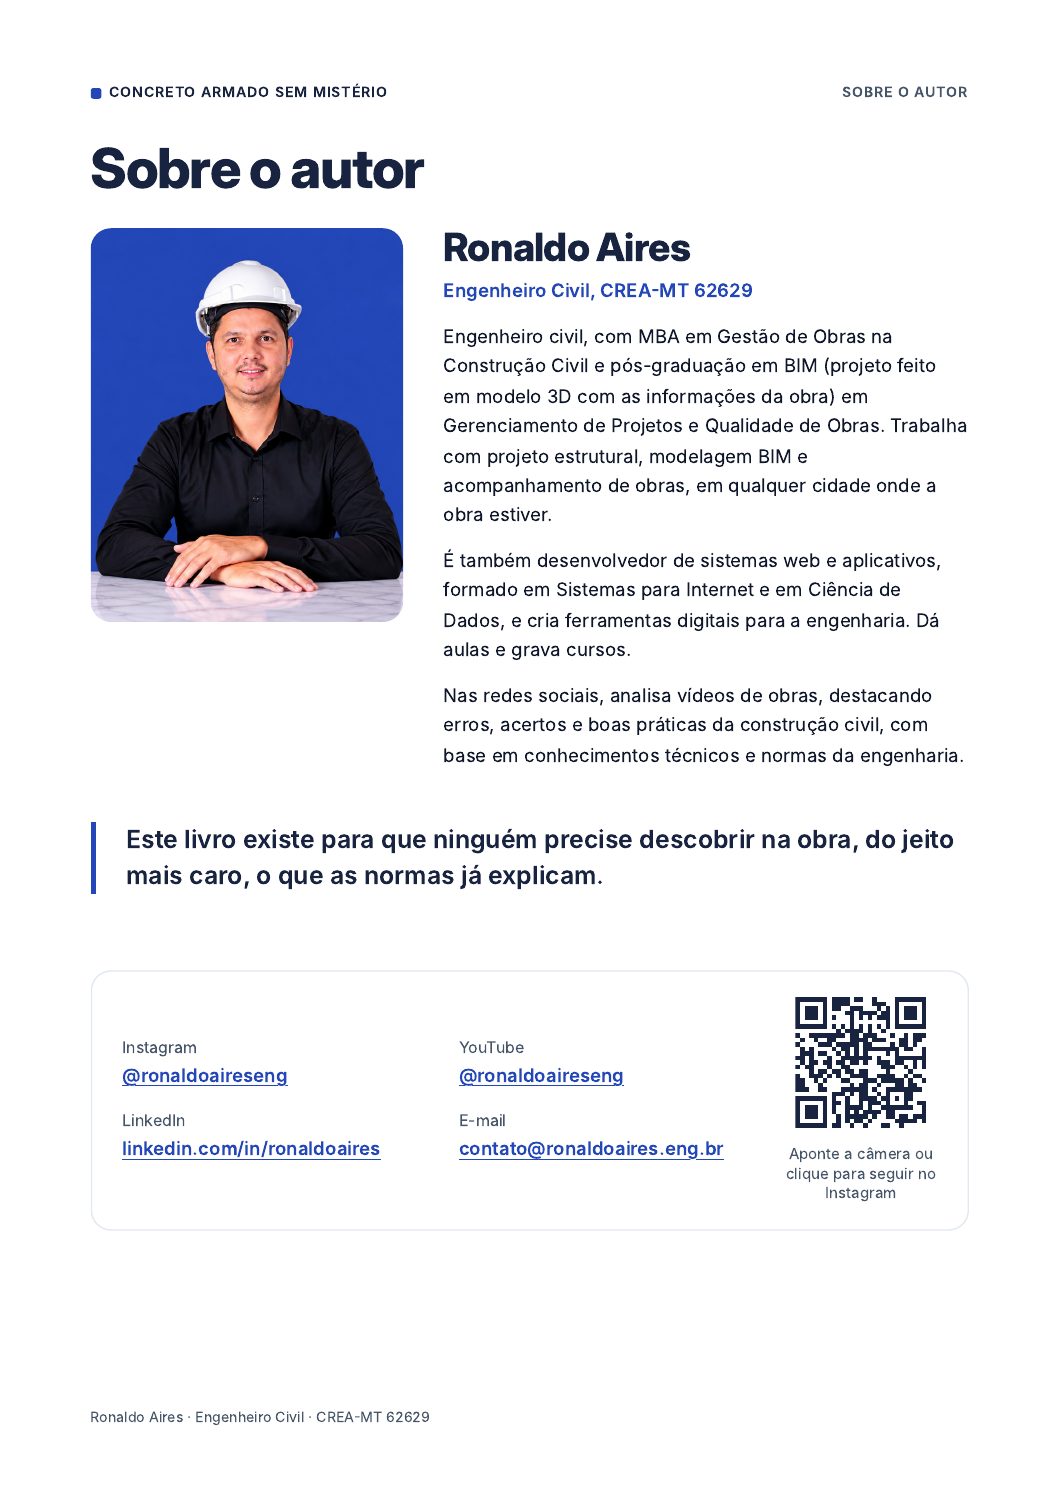 CONCRETO ARMADO SEM MISTÉRIO
SOBRE O AUTOR
Sobre o autor
Ronaldo Aires
Engenheiro Civil, CREA-MT 62629
Engenheiro civil, com MBA em Gestão de Obras na
Construção Civil e pós-graduação em BIM (projeto feito
em modelo 3D com as informações da obra) em
Gerenciamento de Projetos e Qualidade de Obras. Trabalha
com projeto estrutural, modelagem BIM e
acompanhamento de obras, em qualquer cidade onde a
obra estiver.
É também desenvolvedor de sistemas web e aplicativos,
formado em Sistemas para Internet e em Ciência de
Dados, e cria ferramentas digitais para a engenharia. Dá
aulas e grava cursos.
Nas redes sociais, analisa vídeos de obras, destacando
erros, acertos e boas práticas da construção civil, com
base em conhecimentos técnicos e normas da engenharia.
Este livro existe para que ninguém precise descobrir na obra, do jeito
mais caro, o que as normas já explicam.
Instagram
@ronaldoaireseng
YouTube
@ronaldoaireseng
LinkedIn
linkedin.com/in/ronaldoaires
E-mail
contato@ronaldoaires.eng.br
Aponte a câmera ou
clique para seguir no
Instagram
Ronaldo Aires · Engenheiro Civil · CREA-MT 62629